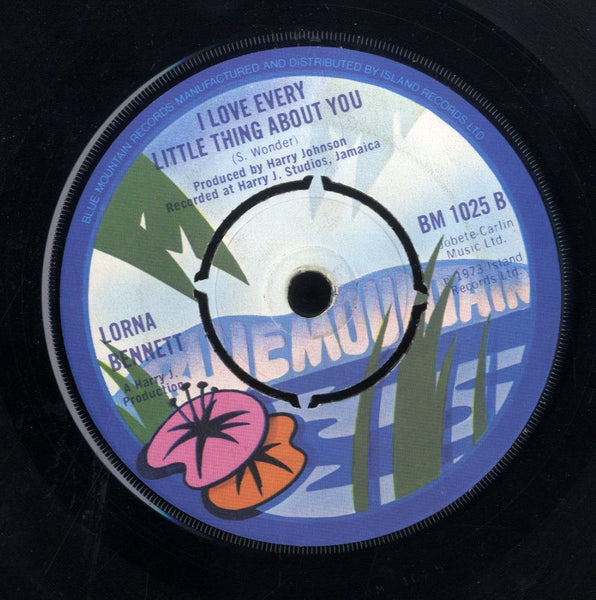 BLUE MOUNTAIN RECORDS MANUFACTURED AND DISTRIBUTED BY ISLAND RECORDS LTD
I LOVE EVERY
LITTLE THING ABOUT YOU
(S. Wonder)
Produced by Harry Johnson
Recorded at Harry J. Studios, Jamaica
BM 1025 B
Jobete-Carlin
Music Ltd.
℗ 1973 Island
Records Ltd.
LORNA
BENNETT
A Harry J.
Production
BLUE MOUNTAIN